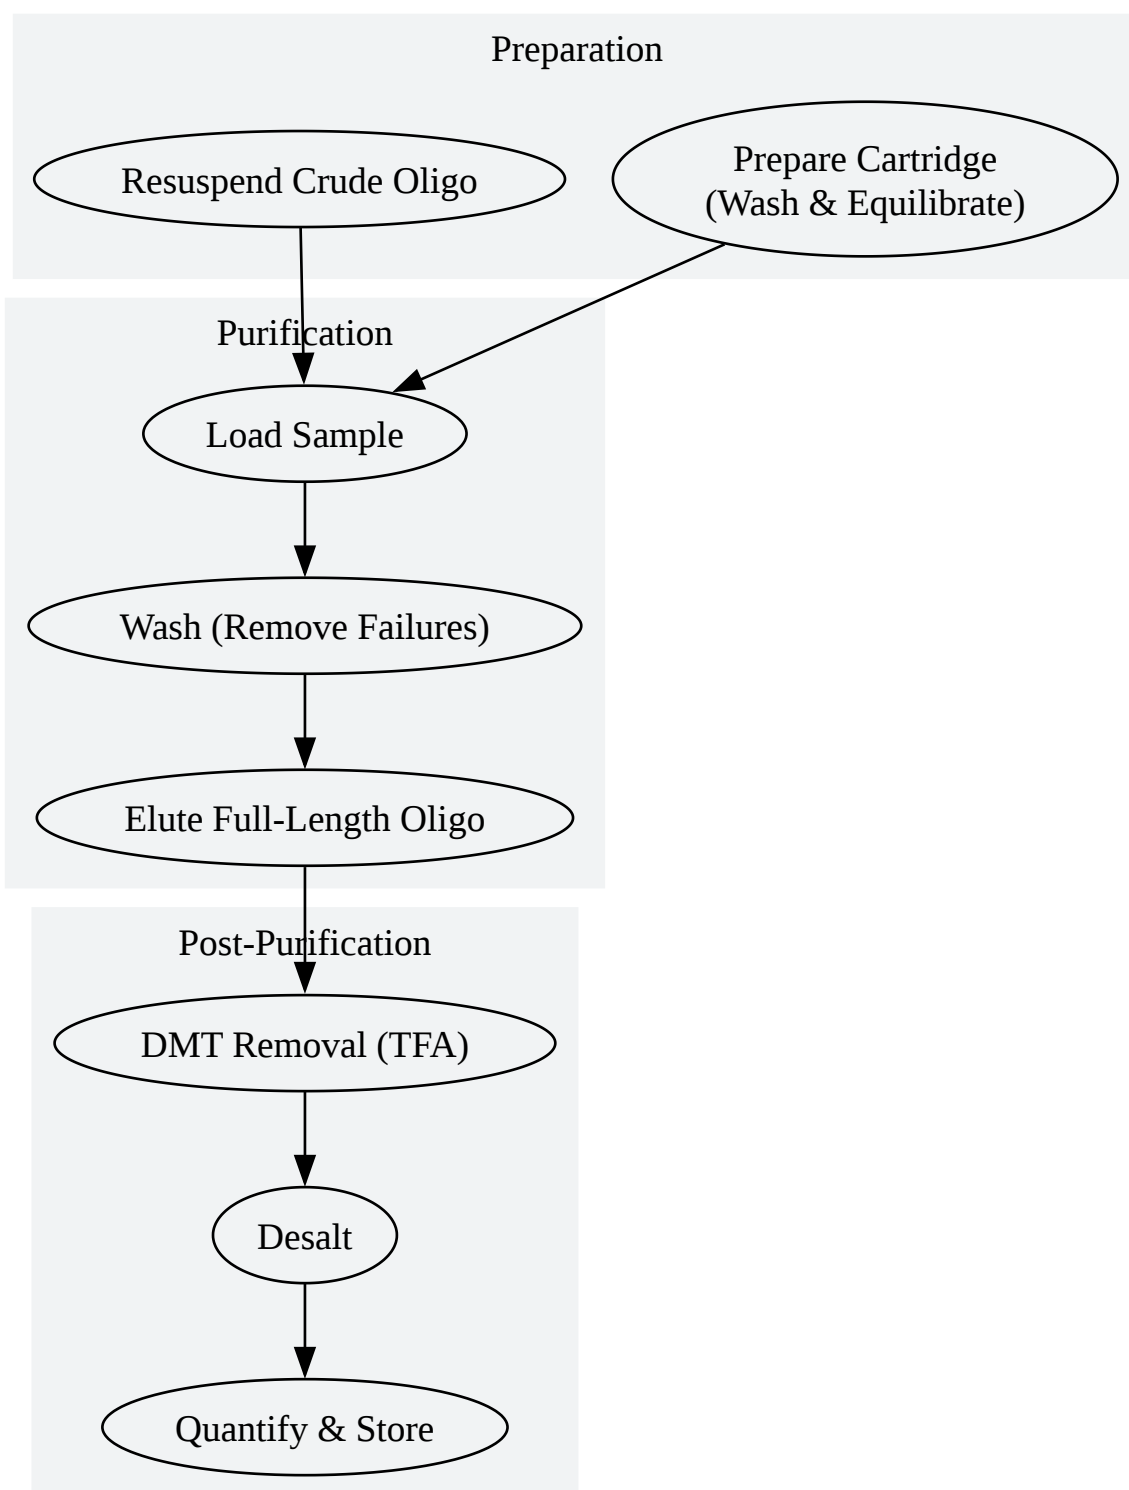 Preparation
Resuspend Crude Oligo
Prepare Cartridge
(Wash & Equilibrate)
Purification
Load Sample
Wash (Remove Failures)
Elute Full-Length Oligo
Post-Purification
DMT Removal (TFA)
Desalt
Quantify & Store